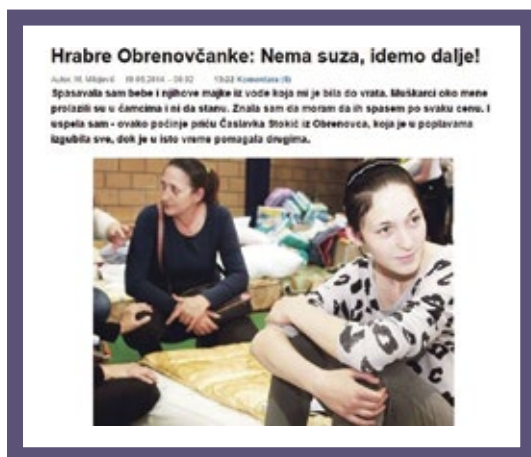 Hrabre Obrenovčanke: Nema suza, idemo dalje!
Autor: M. 2014 Komentara
Spasavala sam bebe i njihove majke iz vode koja mi je bila do vrata. Muškarci oko mene
prolazili su u čamcima i ni da stanu. Znala sam da moram da ih spasem po svaku cenu. I
uspela sam - ovako počinje priču Časlavka Stokić iz Obrenovca, koja je u poplavama
izgubila sve, dok je u isto vreme pomagala drugima.